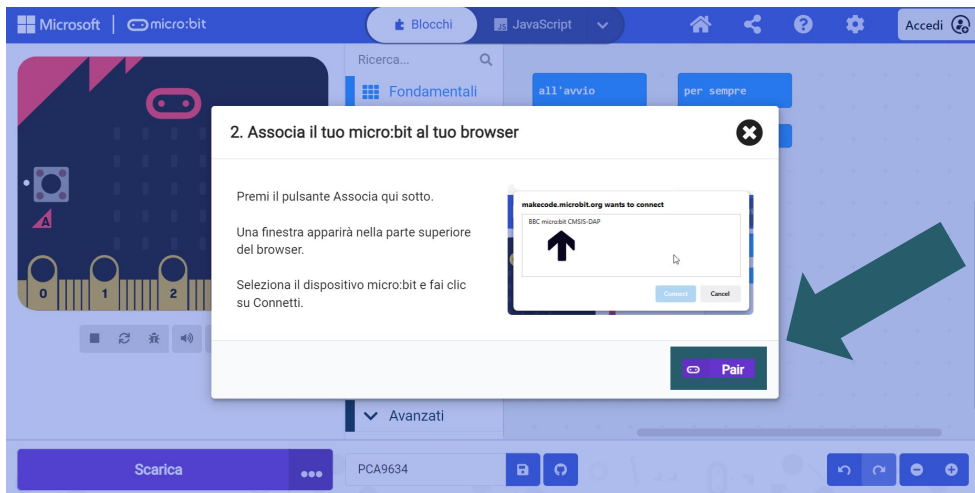 Microsoft
micro:bit
Blocchi
JS
JavaScript
Accedi
Ricerca...
Fondamentali
all'avvio
per sempre
2. Associa il tuo micro:bit al tuo browser
Premi il pulsante Associa qui sotto.
Una finestra apparirà nella parte superiore
del browser.
Seleziona il dispositivo micro:bit e fai clic
su Connetti.
makecode.microbit.org wants to connect
BBC micro:bit CMSIS-DAP
Connect
Cancel
A
0
1
2
Pair
Avanzati
Scarica
PCA9634